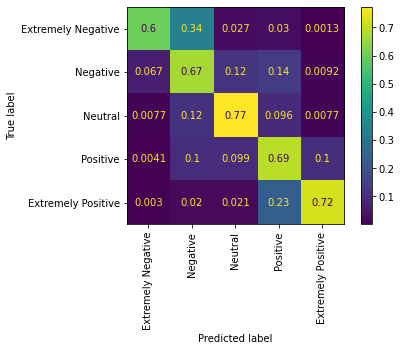 Extremely Negative 0.6 0.34 0.027 0.03 0.0013
Negative 0.067 0.67 0.12 0.14 0.0092
Neutral 0.0077 0.12 0.77 0.096 0.0077
Positive 0.0041 0.1 0.099 0.69 0.1
Extremely Positive 0.003 0.02 0.021 0.23 0.72
True label
Extremely Negative
Negative
Neutral
Positive
Extremely Positive
Predicted label
0.7
0.6
0.5
0.4
0.3
0.2
0.1